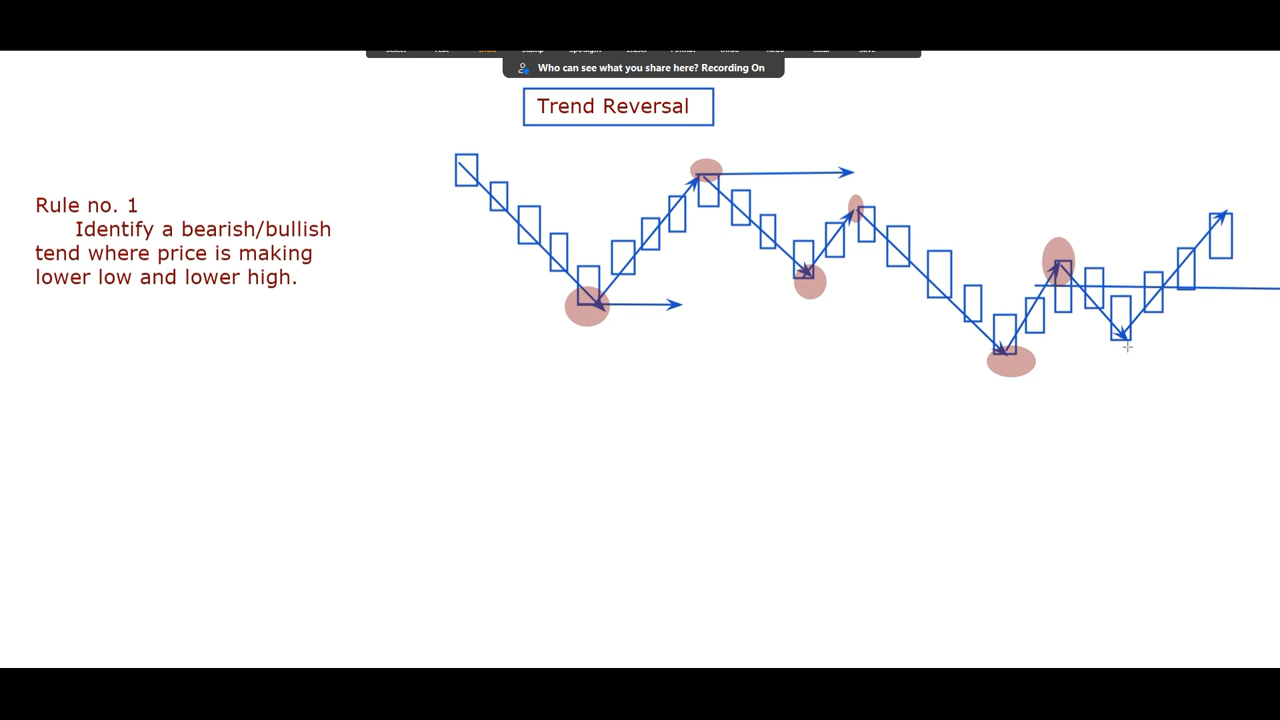 Who can see what you share here? Recording On
Trend Reversal
Rule no. 1
Identify a bearish/bullish
tend where price is making
lower low and lower high.